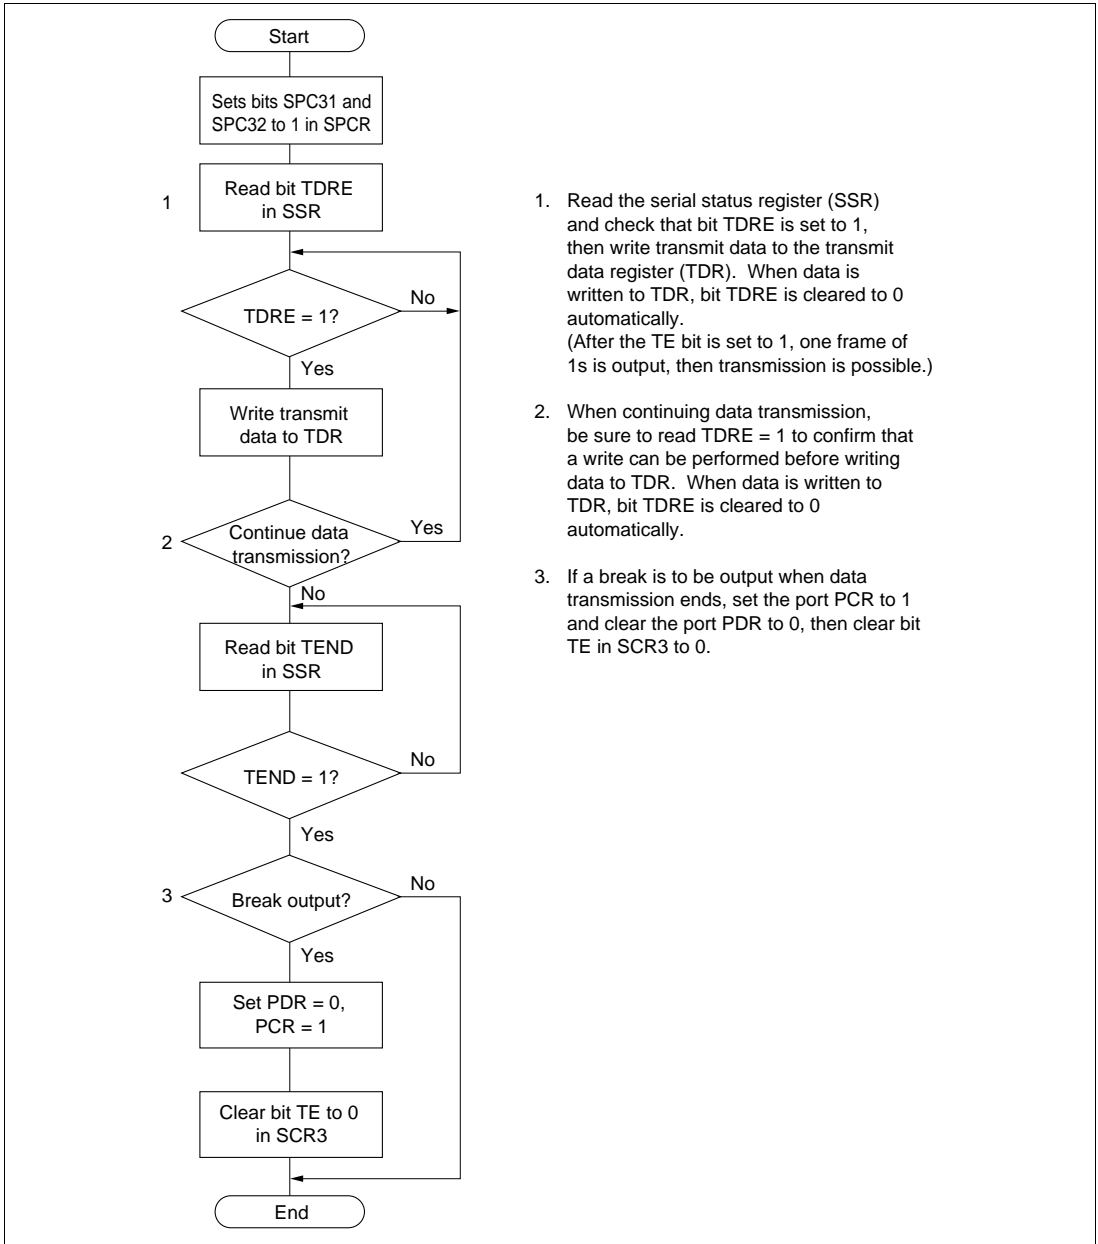 Start
Sets bits SPC31 and
SPC32 to 1 in SPCR
1
Read bit TDRE
in SSR
TDRE = 1?
No
Yes
Write transmit
data to TDR
2
Continue data
transmission?
Yes
No
Read bit TEND
in SSR
TEND = 1?
No
Yes
3
Break output?
No
Yes
Set PDR = 0,
PCR = 1
Clear bit TE to 0
in SCR3
End
1. Read the serial status register (SSR)
and check that bit TDRE is set to 1,
then write transmit data to the transmit
data register (TDR). When data is
written to TDR, bit TDRE is cleared to 0
automatically.
(After the TE bit is set to 1, one frame of
1s is output, then transmission is possible.)
2. When continuing data transmission,
be sure to read TDRE = 1 to confirm that
a write can be performed before writing
data to TDR. When data is written to
TDR, bit TDRE is cleared to 0
automatically.
3. If a break is to be output when data
transmission ends, set the port PCR to 1
and clear the port PDR to 0, then clear bit
TE in SCR3 to 0.